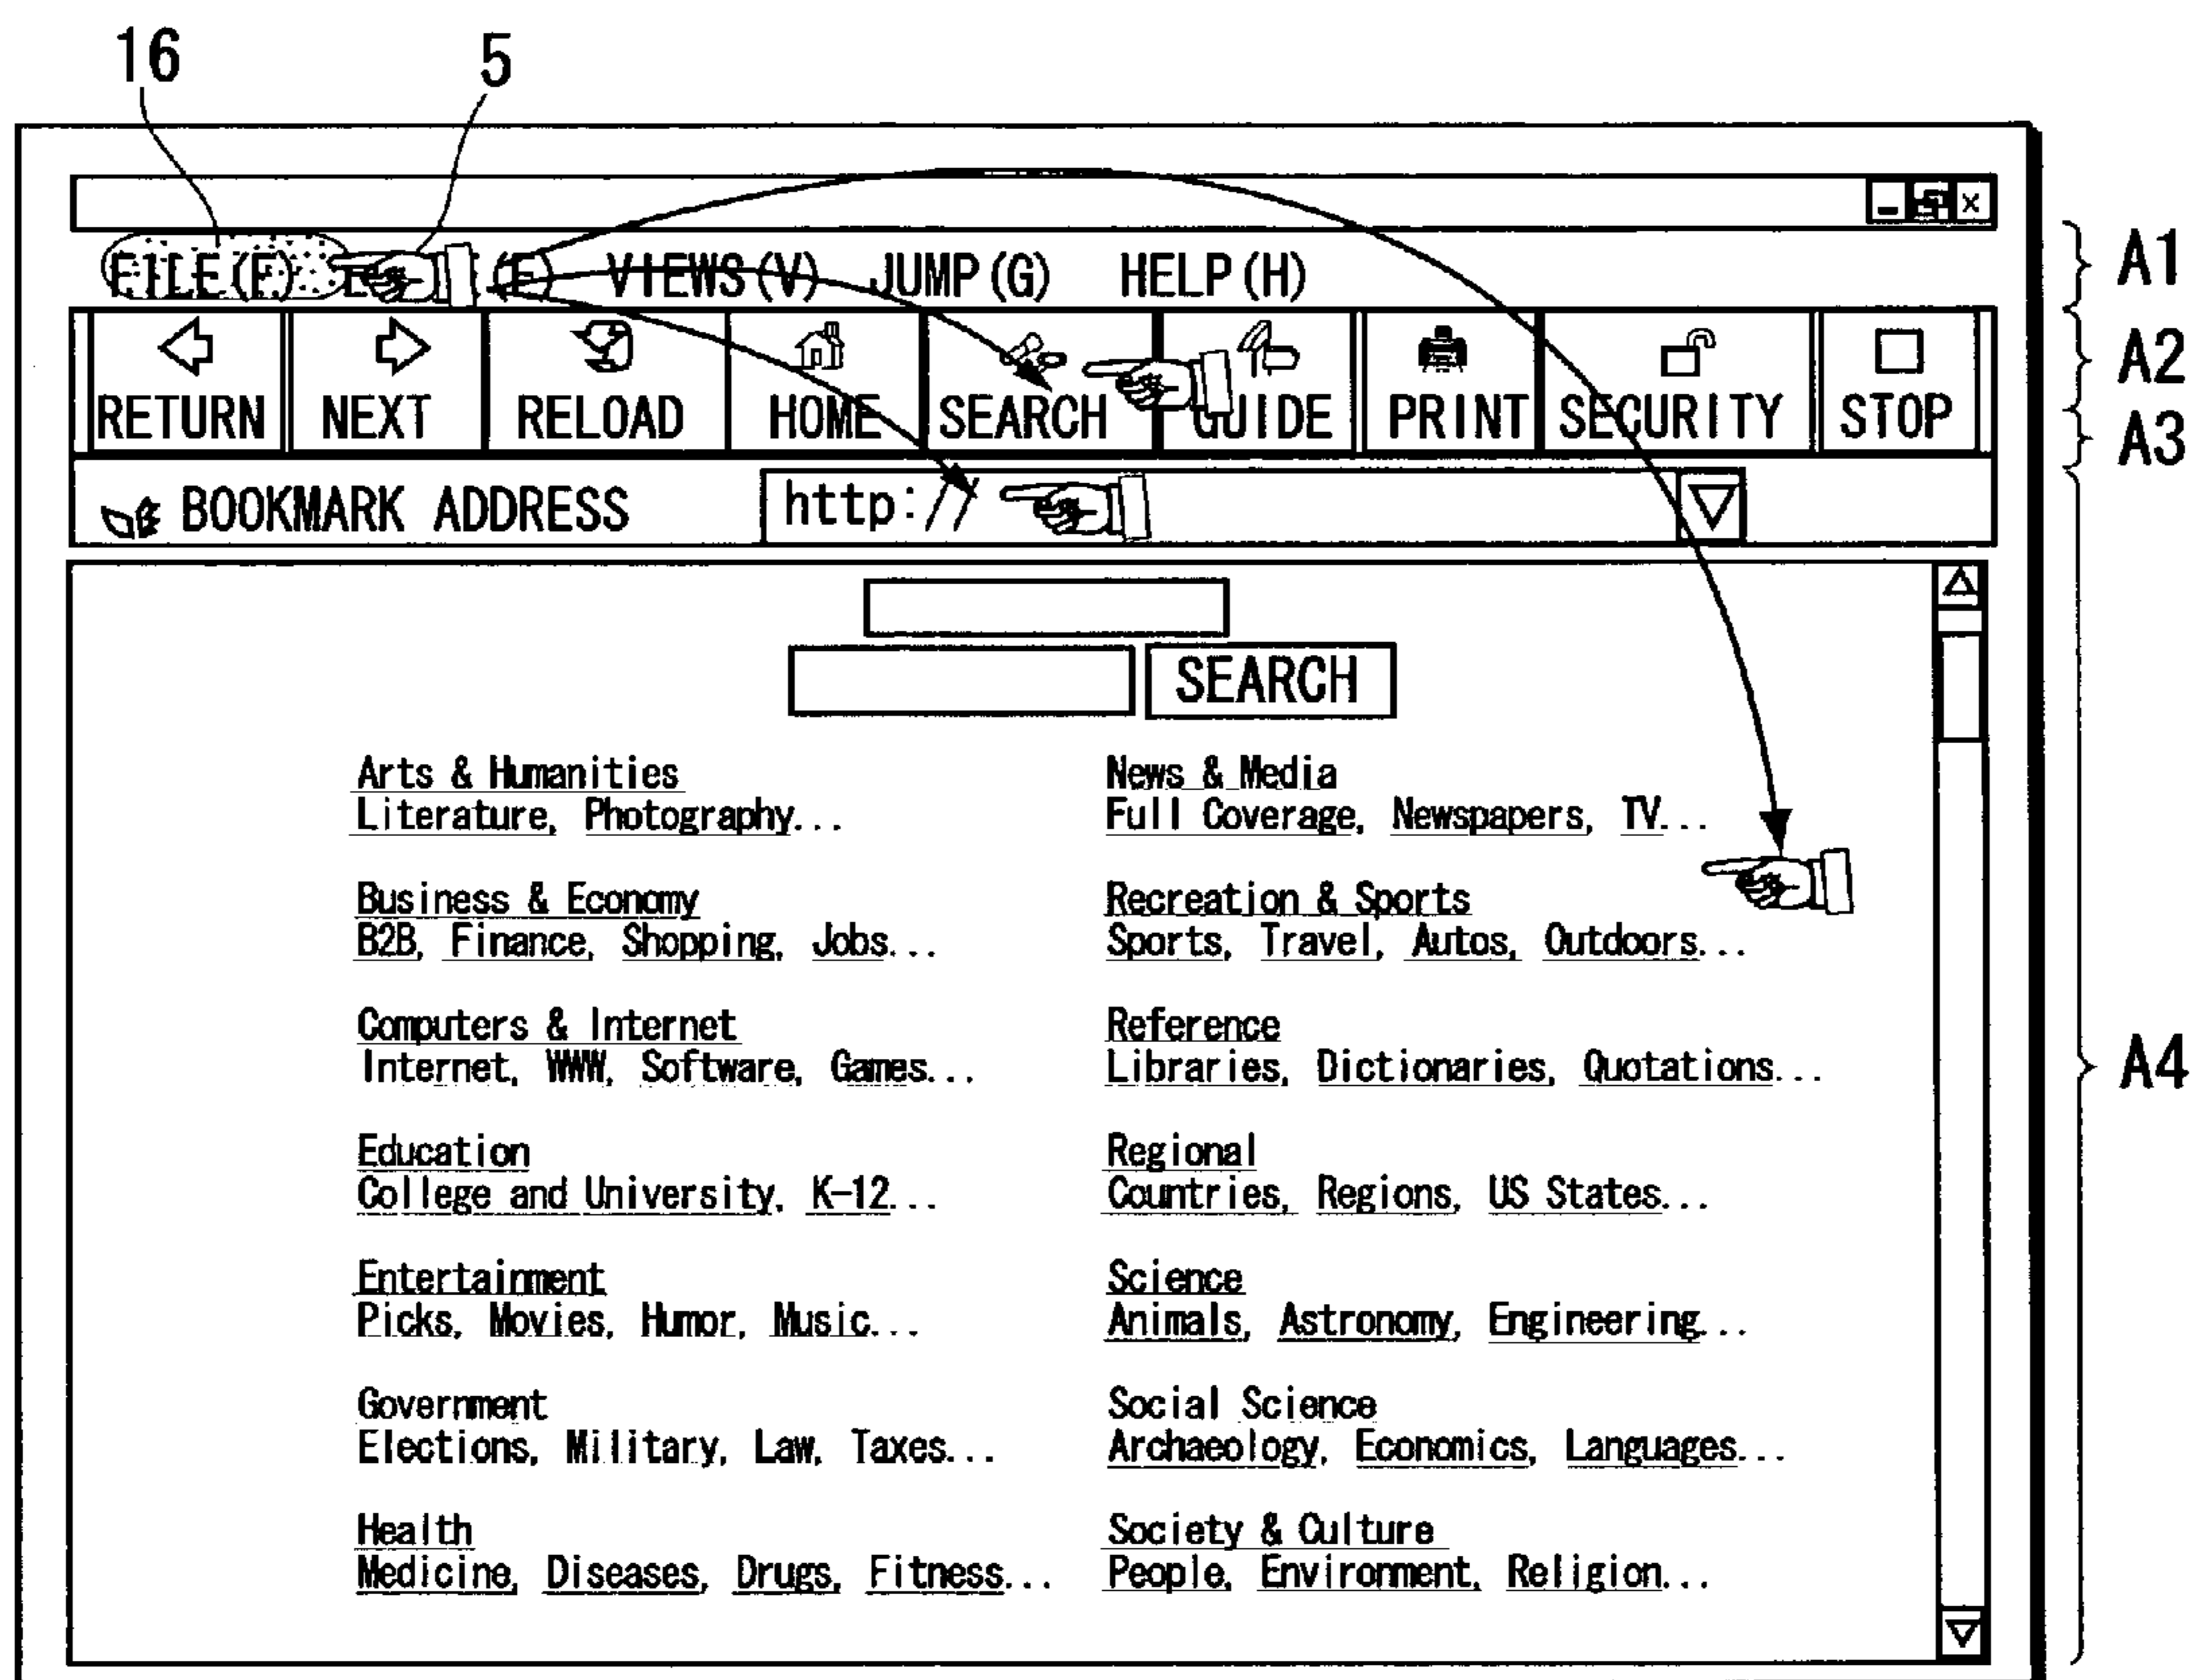 16 5
FILE(F) (E) VIEWS(V) JUMP(G) HELP(H) A1
A2
RETURN NEXT RELOAD HOME SEARCH GUIDE PRINT SECURITY STOP A3
BOOKMARK ADDRESS http://
SEARCH
Arts & Humanities News & Media
Literature, Photography... Full Coverage, Newspapers, TV...
Business & Economy Recreation & Sports
B2B, Finance, Shopping, Jobs... Sports, Travel, Autos, Outdoors...
Computers & Internet Reference
Internet, WWW, Software, Games... Libraries, Dictionaries, Quotations...
A4
Education Regional
College and University, K-12... Countries, Regions, US States...
Entertainment Science
Picks, Movies, Humor, Music... Animals, Astronomy, Engineering...
Government Social Science
Elections, Military, Law, Taxes... Archaeology, Economics, Languages...
Health Society & Culture
Medicine, Diseases, Drugs, Fitness... People, Environment, Religion...